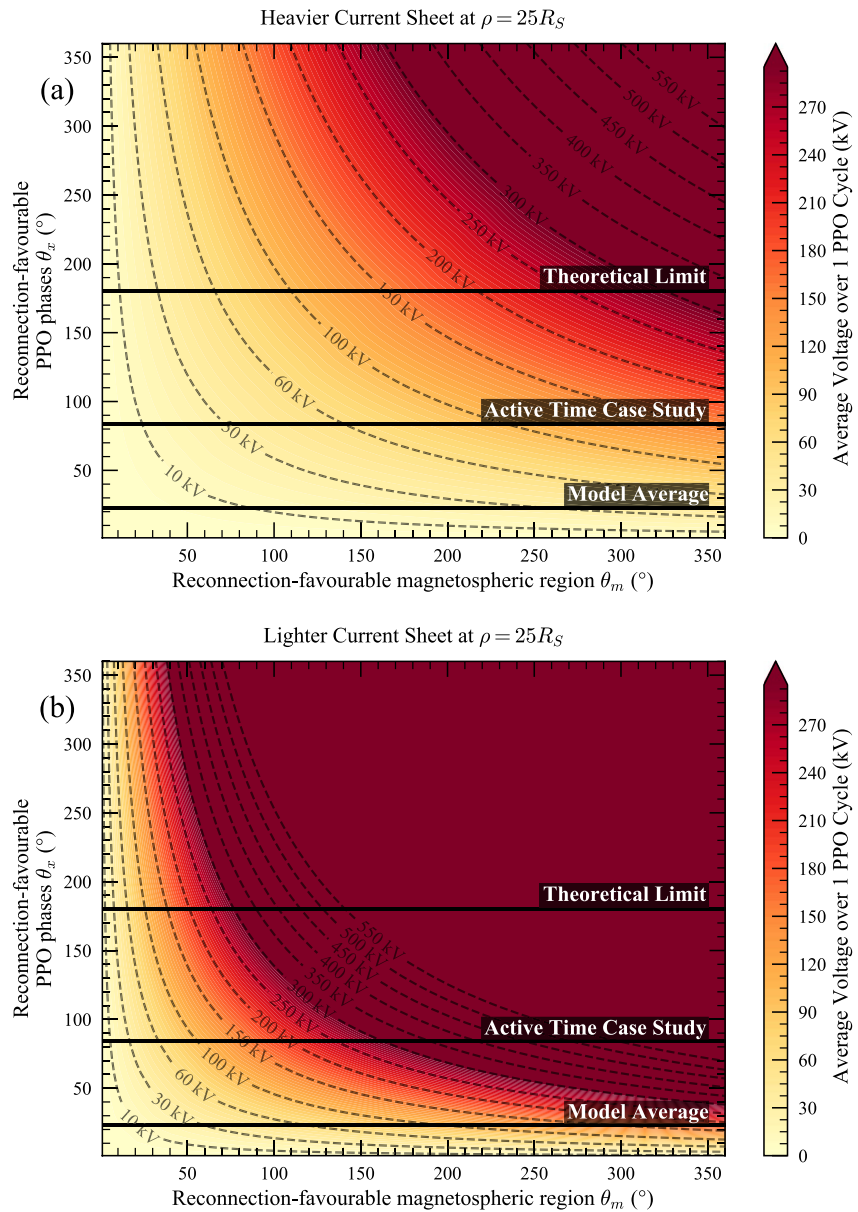 Heavier Current Sheet at ρ = 25R_S
(a)
350
300
250
200
150
100
50
Reconnection-favourable
PPO phases θ_x (°)
550 kV
500 kV
450 kV
400 kV
350 kV
300 kV
250 kV
200 kV
150 kV
100 kV
60 kV
30 kV
10 kV
Theoretical Limit
Active Time Case Study
Model Average
50 100 150 200 250 300 350
Reconnection-favourable magnetospheric region θ_m (°)
270
240
210
180
150
120
90
60
30
0
Average Voltage over 1 PPO Cycle (kV)
Lighter Current Sheet at ρ = 25R_S
(b)
350
300
250
200
150
100
50
Reconnection-favourable
PPO phases θ_x (°)
Theoretical Limit
550 kV
500 kV
450 kV
400 kV
350 kV
300 kV
250 kV
200 kV
150 kV
100 kV
60 kV
30 kV
10 kV
Active Time Case Study
Model Average
50 100 150 200 250 300 350
Reconnection-favourable magnetospheric region θ_m (°)
270
240
210
180
150
120
90
60
30
0
Average Voltage over 1 PPO Cycle (kV)